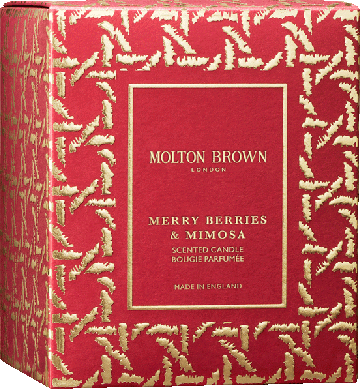 MOLTON BROWN
LONDON
MERRY BERRIES
& MIMOSA
SCENTED CANDLE
BOUGIE PARFUMÉE
MADE IN ENGLAND